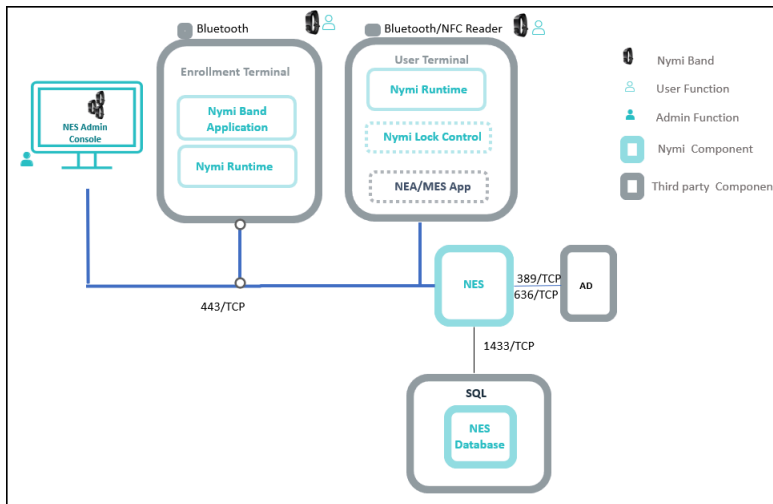 Bluetooth
Bluetooth/NFC Reader
Enrollment Terminal
Nymi Band
Application
Nymi Runtime
User Terminal
Nymi Runtime
Nymi Lock Control
NEA/MES App
NES Admin
Console
Nymi Band
User Function
Admin Function
Nymi Component
Third party Component
443/TCP
NES
389/TCP
636/TCP
AD
1433/TCP
SQL
NES
Database